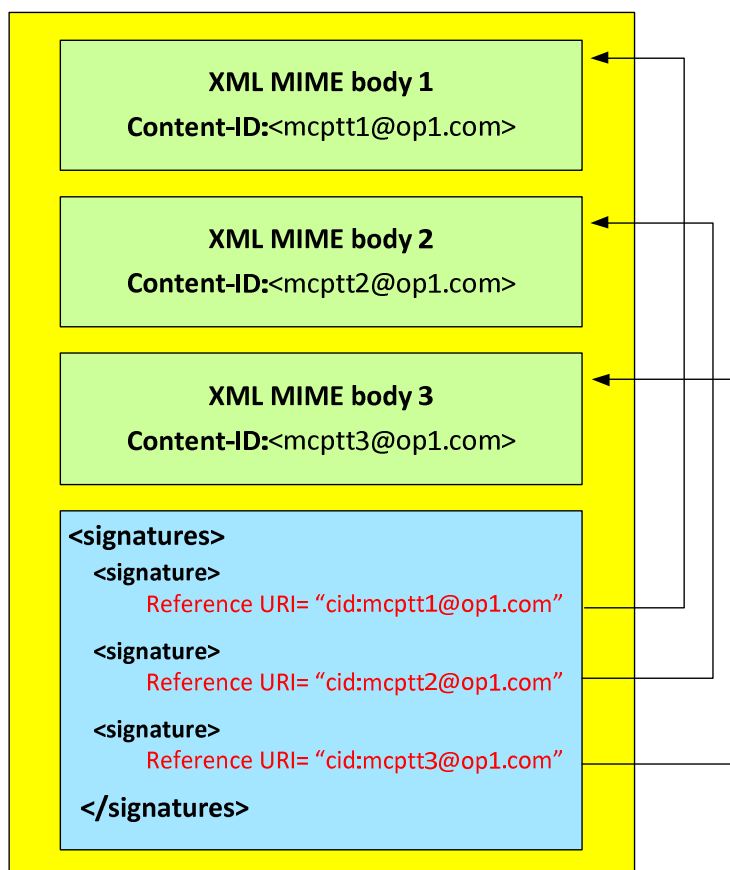 XML MIME body 1
Content-ID:<mcptt1@op1.com>
XML MIME body 2
Content-ID:<mcptt2@op1.com>
XML MIME body 3
Content-ID:<mcptt3@op1.com>
<signatures>
<signature>
Reference URI= “cid:mcptt1@op1.com”
<signature>
Reference URI= “cid:mcptt2@op1.com”
<signature>
Reference URI= “cid:mcptt3@op1.com”
</signatures>